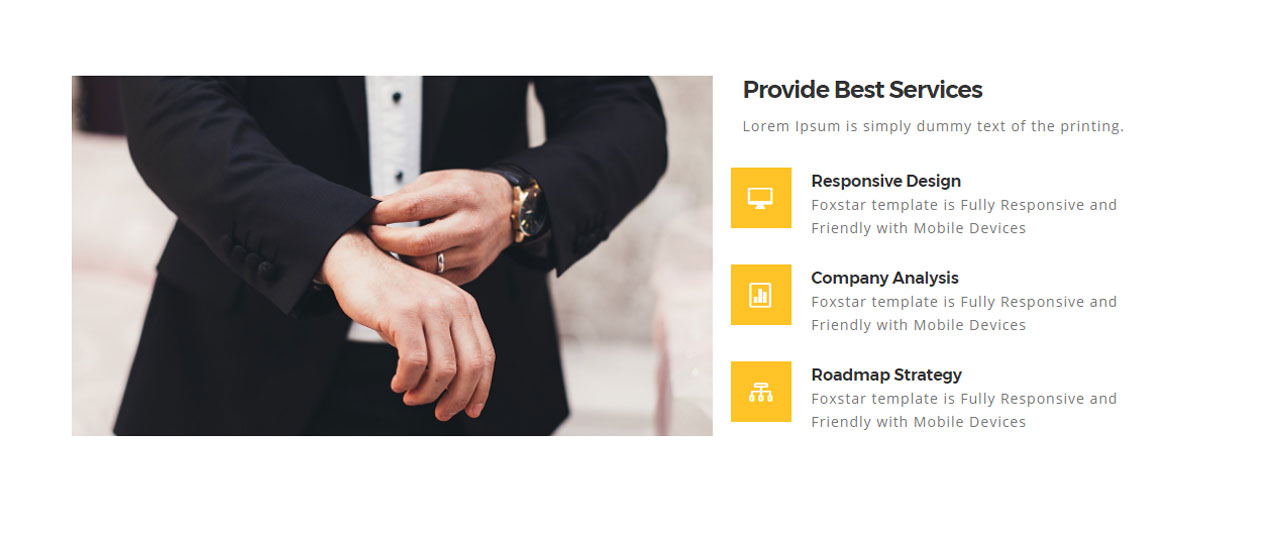 Provide Best Services
Lorem Ipsum is simply dummy text of the printing.
Responsive Design
Foxstar template is Fully Responsive and
Friendly with Mobile Devices
Company Analysis
Foxstar template is Fully Responsive and
Friendly with Mobile Devices
Roadmap Strategy
Foxstar template is Fully Responsive and
Friendly with Mobile Devices